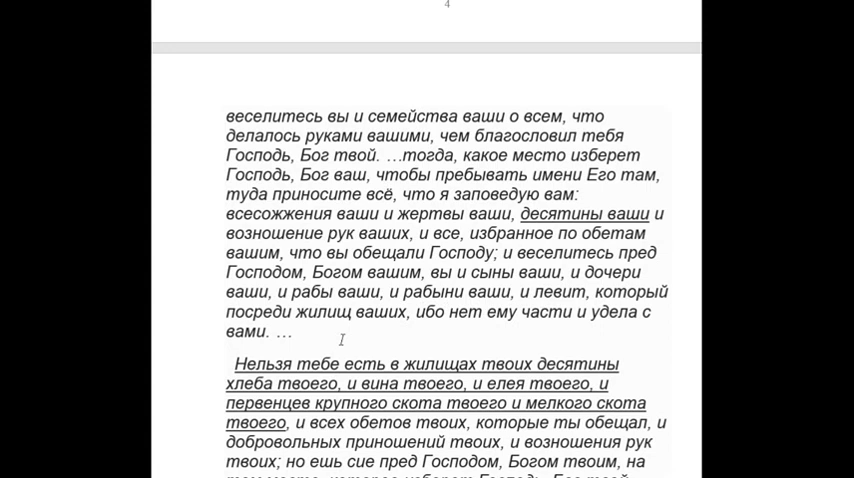 4
веселитесь вы и семейства ваши о всем, что
делалось руками вашими, чем благословил тебя
Господь, Бог твой. …тогда, какое место изберет
Господь, Бог ваш, чтобы пребывать имени Его там,
туда приносите всё, что я заповедую вам:
всесожжения ваши и жертвы ваши, десятины ваши и
возношение рук ваших, и все, избранное по обетам
вашим, что вы обещали Господу; и веселитесь пред
Господом, Богом вашим, вы и сыны ваши, и дочери
ваши, и рабы ваши, и рабыни ваши, и левит, который
посреди жилищ ваших, ибо нет ему части и удела с
вами. …
Нельзя тебе есть в жилищах твоих десятины
хлеба твоего, и вина твоего, и елея твоего, и
первенцев крупного скота твоего и мелкого скота
твоего, и всех обетов твоих, которые ты обещал, и
добровольных приношений твоих, и возношения рук
твоих; но ешь сие пред Господом, Богом твоим, на